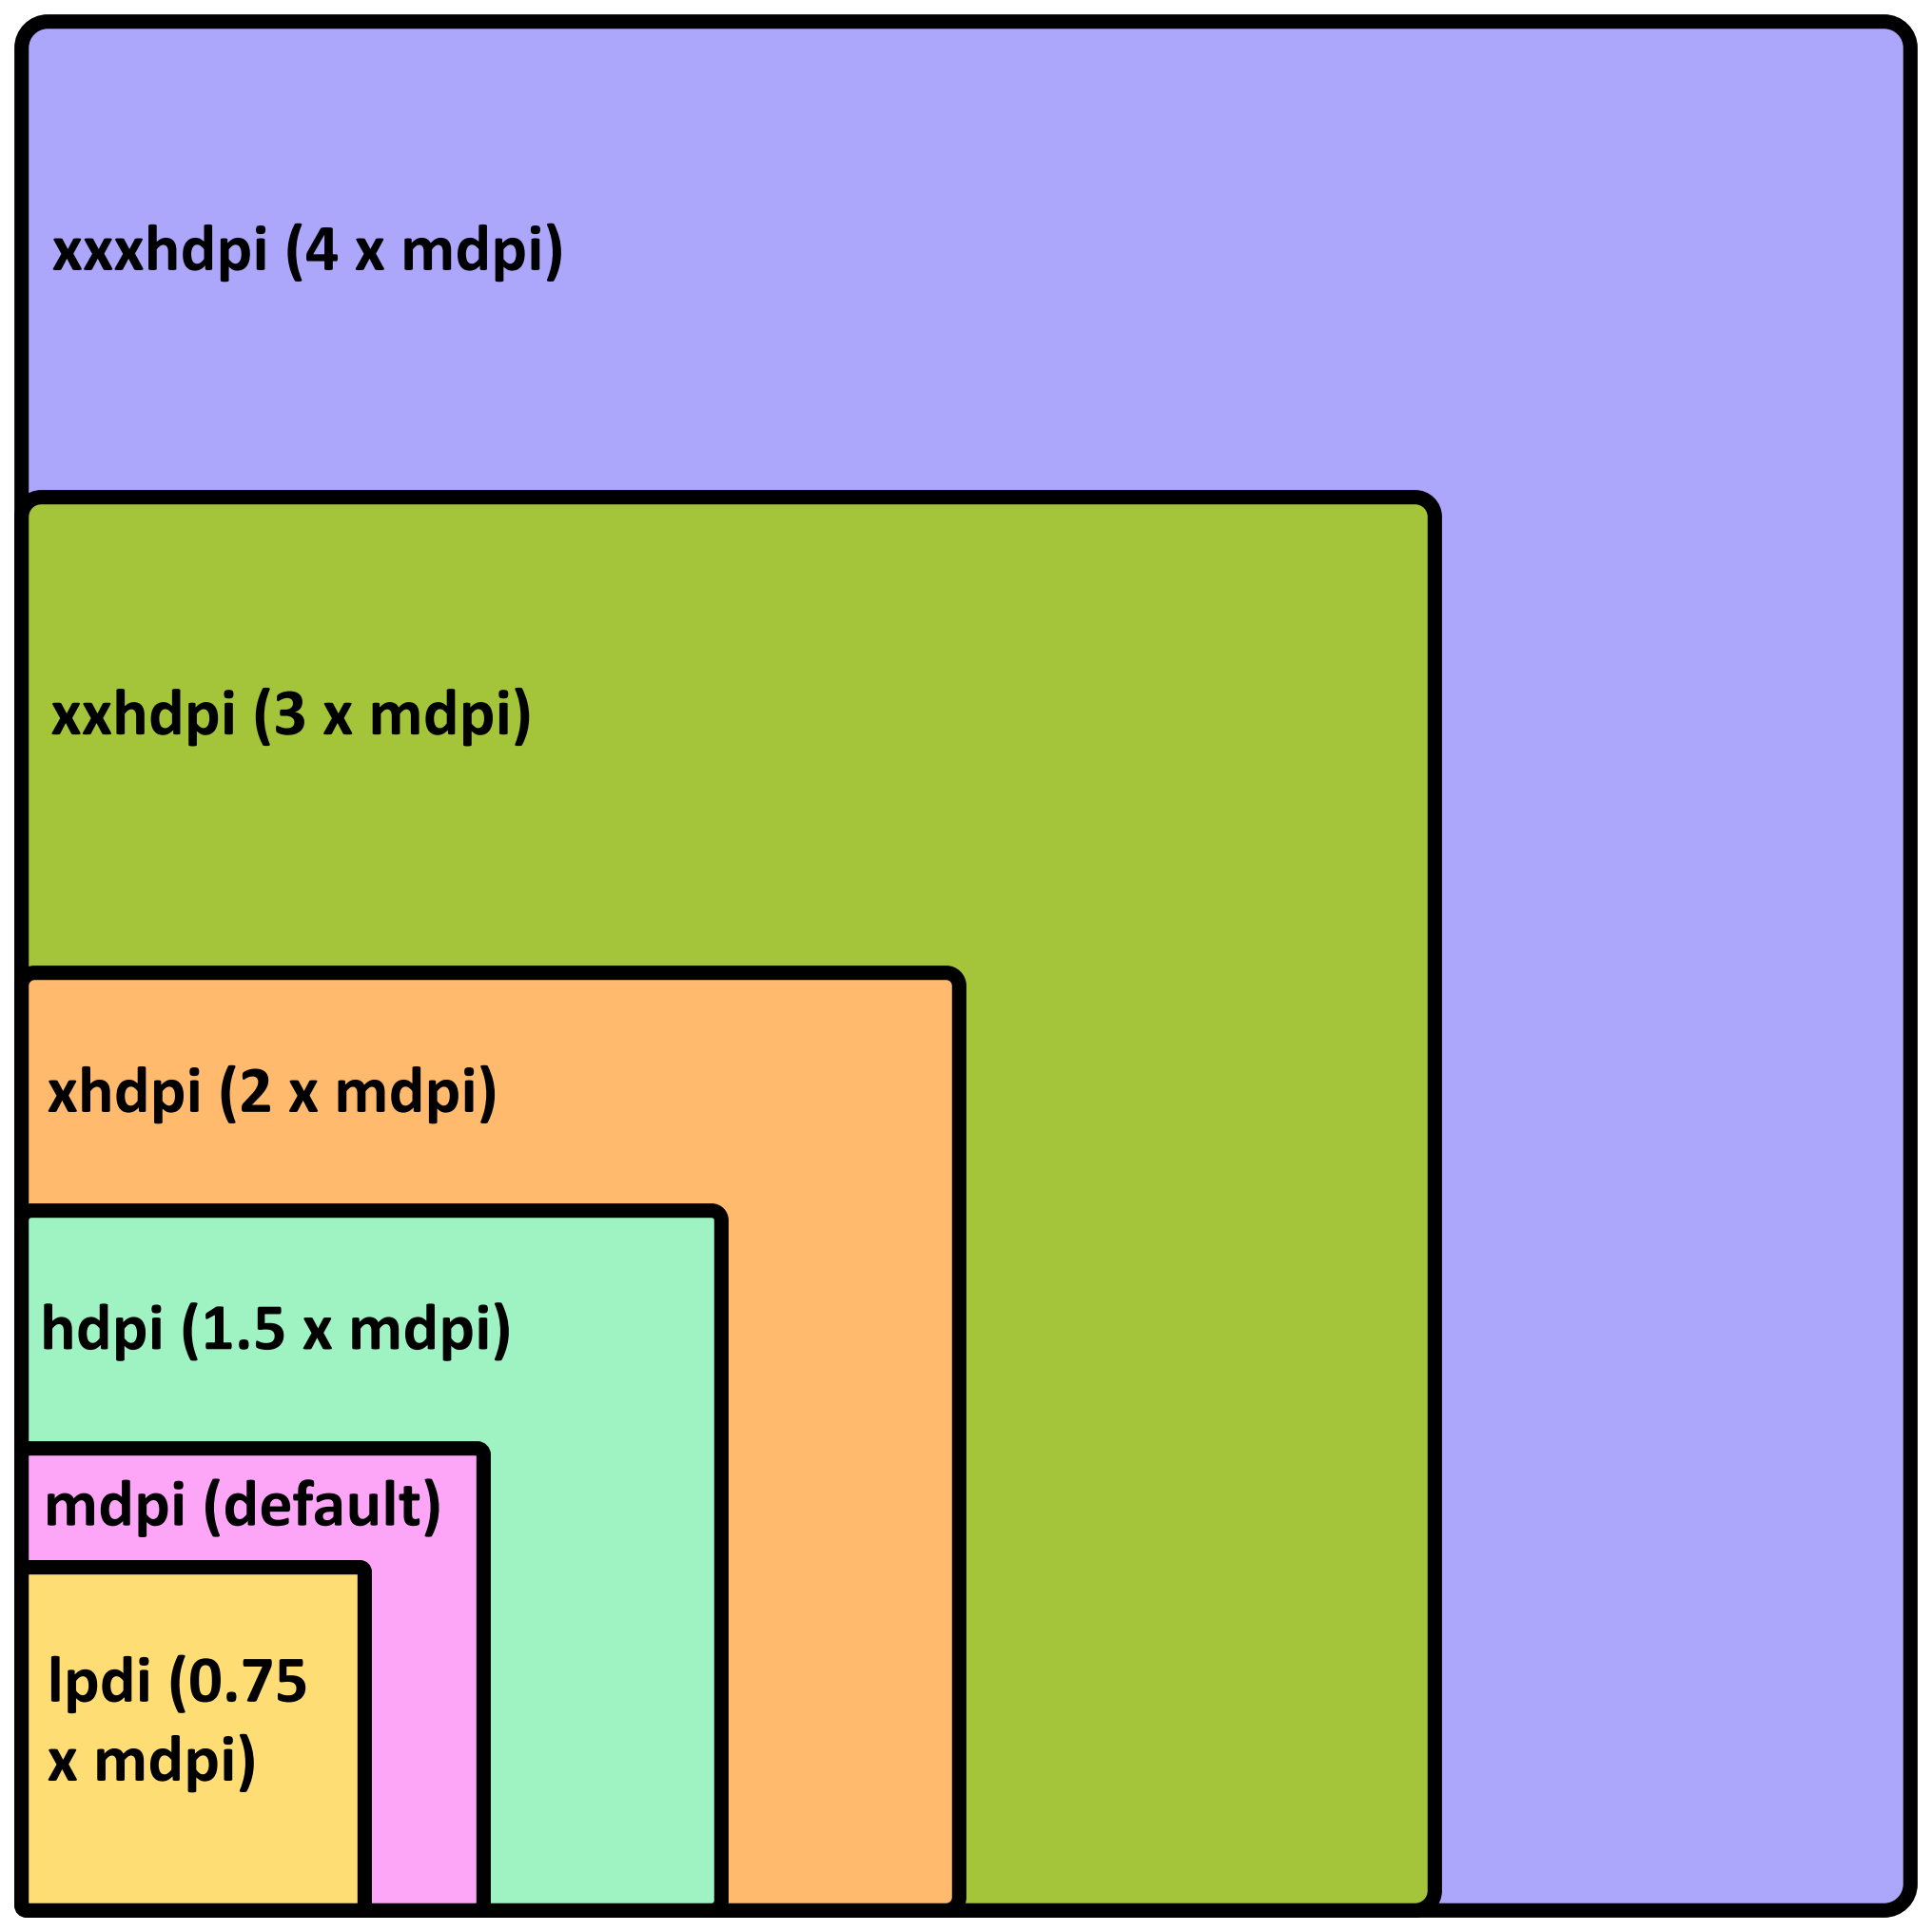 xxxhdpi (4 x mdpi)
xxhdpi (3 x mdpi)
xhdpi (2 x mdpi)
hdpi (1.5 x mdpi)
mdpi (default)
lpdi (0.75
x mdpi)